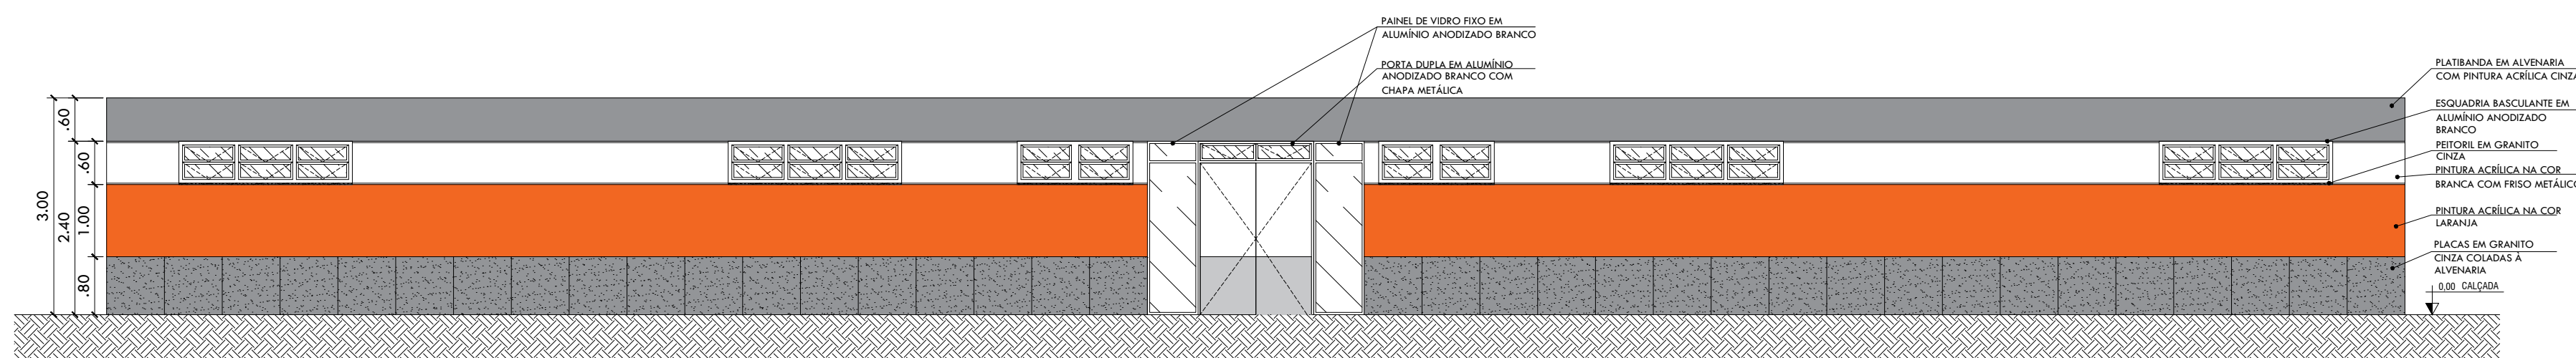 PAINEL DE VIDRO FIXO EM
ALUMÍNIO ANODIZADO BRANCO
PORTA DUPLA EM ALUMÍNIO
ANODIZADO BRANCO COM
CHAPA METÁLICA
PLATIBANDA EM ALVENARIA
COM PINTURA ACRÍLICA CINZA
ESQUADRIA BASCULANTE EM
ALUMÍNIO ANODIZADO
BRANCO
PEITORIL EM GRANITO
CINZA
PINTURA ACRÍLICA NA COR
BRANCA COM FRISO METÁLICO
PINTURA ACRÍLICA NA COR
LARANJA
PLACAS EM GRANITO
CINZA COLADAS À
ALVENARIA
0,00 CALÇADA
3.00
2.40
.60
.60
1.00
.80